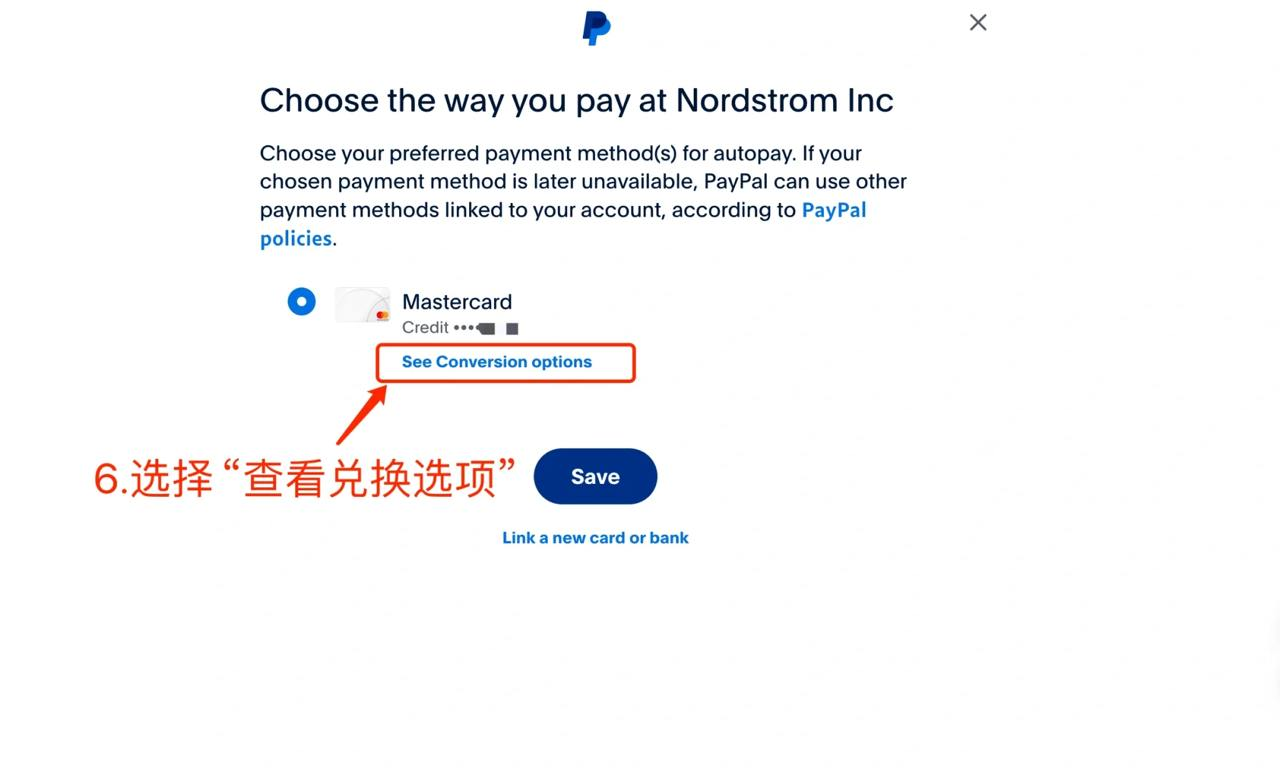 Choose the way you pay at Nordstrom Inc
Choose your preferred payment method(s) for autopay. If your
chosen payment method is later unavailable, PayPal can use other
payment methods linked to your account, according to PayPal
policies.
Mastercard
Credit ••••
See Conversion options
6.选择“查看兑换选项”
Save
Link a new card or bank